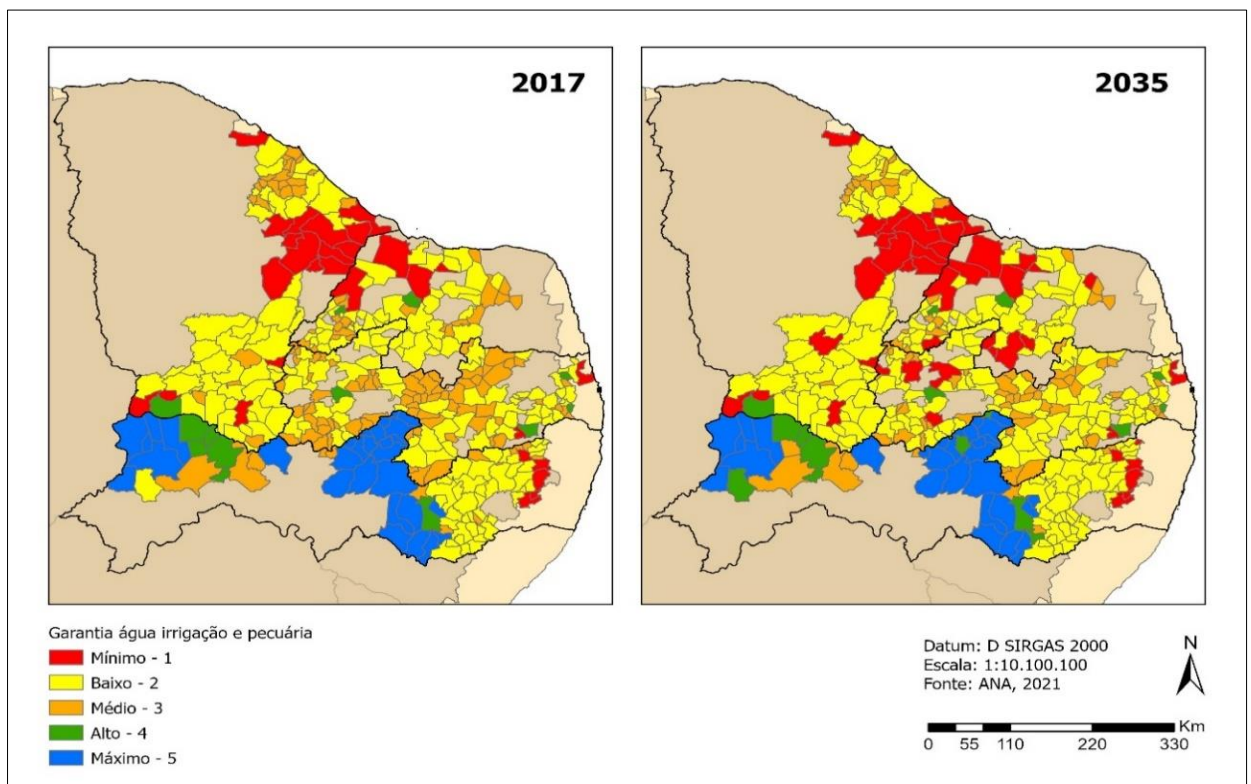 2017
2035
Garantia água irrigação e pecuária
Mínimo - 1
Baixo - 2
Médio - 3
Alto - 4
Máximo - 5
Datum: D SIRGAS 2000
Escala: 1:10.100.100
Fonte: ANA, 2021
N
Km
0 55 110 220 330